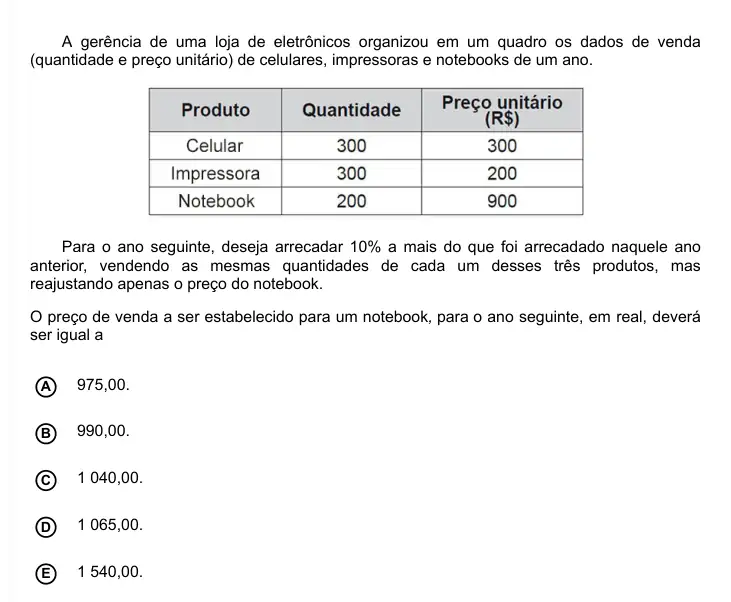 A gerência de uma loja de eletrônicos organizou em um quadro os dados de venda
(quantidade e preço unitário) de celulares, impressoras e notebooks de um ano.
Produto Quantidade Preço unitário
(R$)
Celular 300 300
Impressora 300 200
Notebook 200 900
Para o ano seguinte, deseja arrecadar 10% a mais do que foi arrecadado naquele ano
anterior, vendendo as mesmas quantidades de cada um desses três produtos, mas
reajustando apenas o preço do notebook.
O preço de venda a ser estabelecido para um notebook, para o ano seguinte, em real, deverá
ser igual a
A 975,00.
B 990,00.
C 1 040,00.
D 1 065,00.
E 1 540,00.